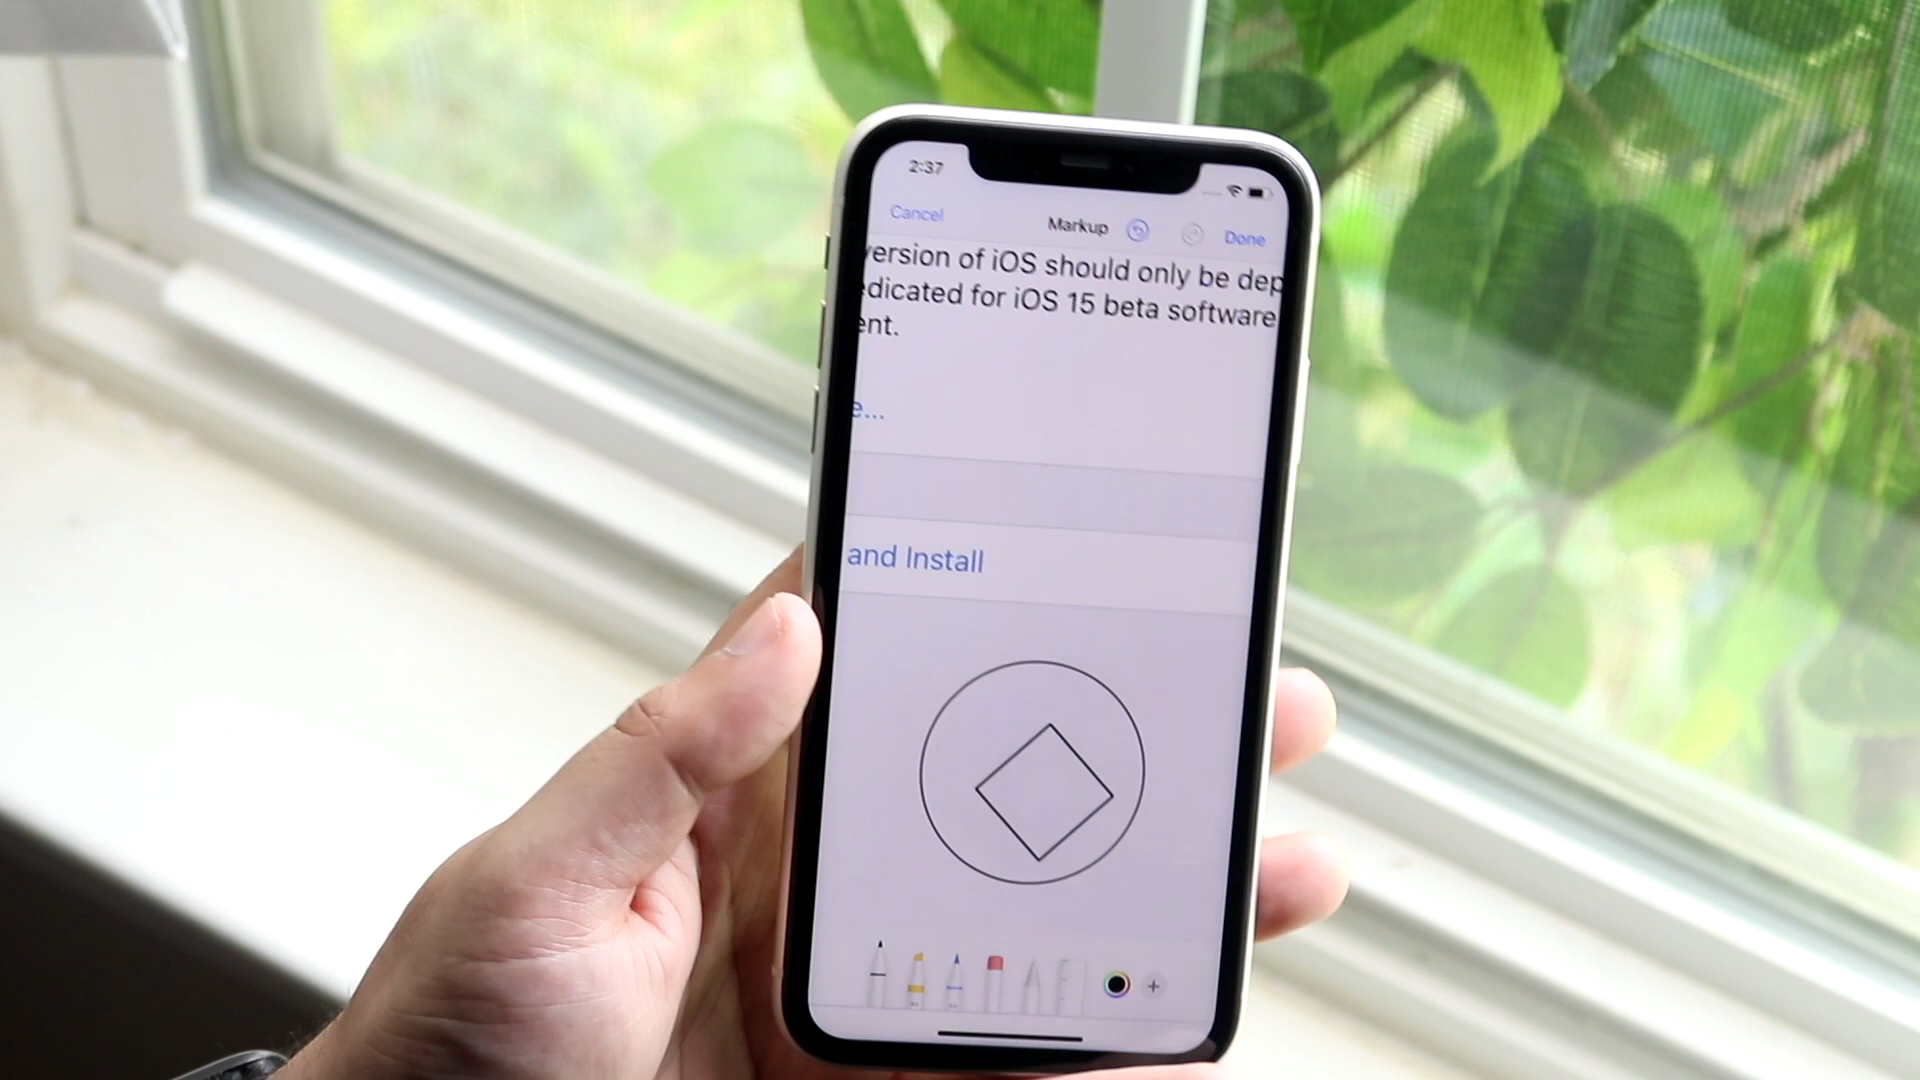 2:37
Cancel Markup Done
version of iOS should only be dep
edicated for iOS 15 beta software
ent.
e...
and Install